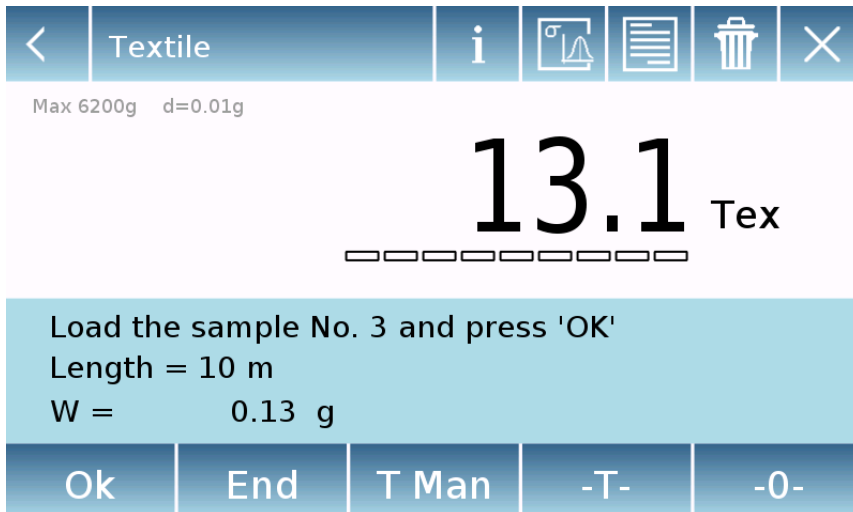 Textile
i
σ
Max 6200g d=0.01g
13.1 Tex
Load the sample No. 3 and press 'OK'
Length = 10 m
W = 0.13 g
Ok End T Man -T- -0-